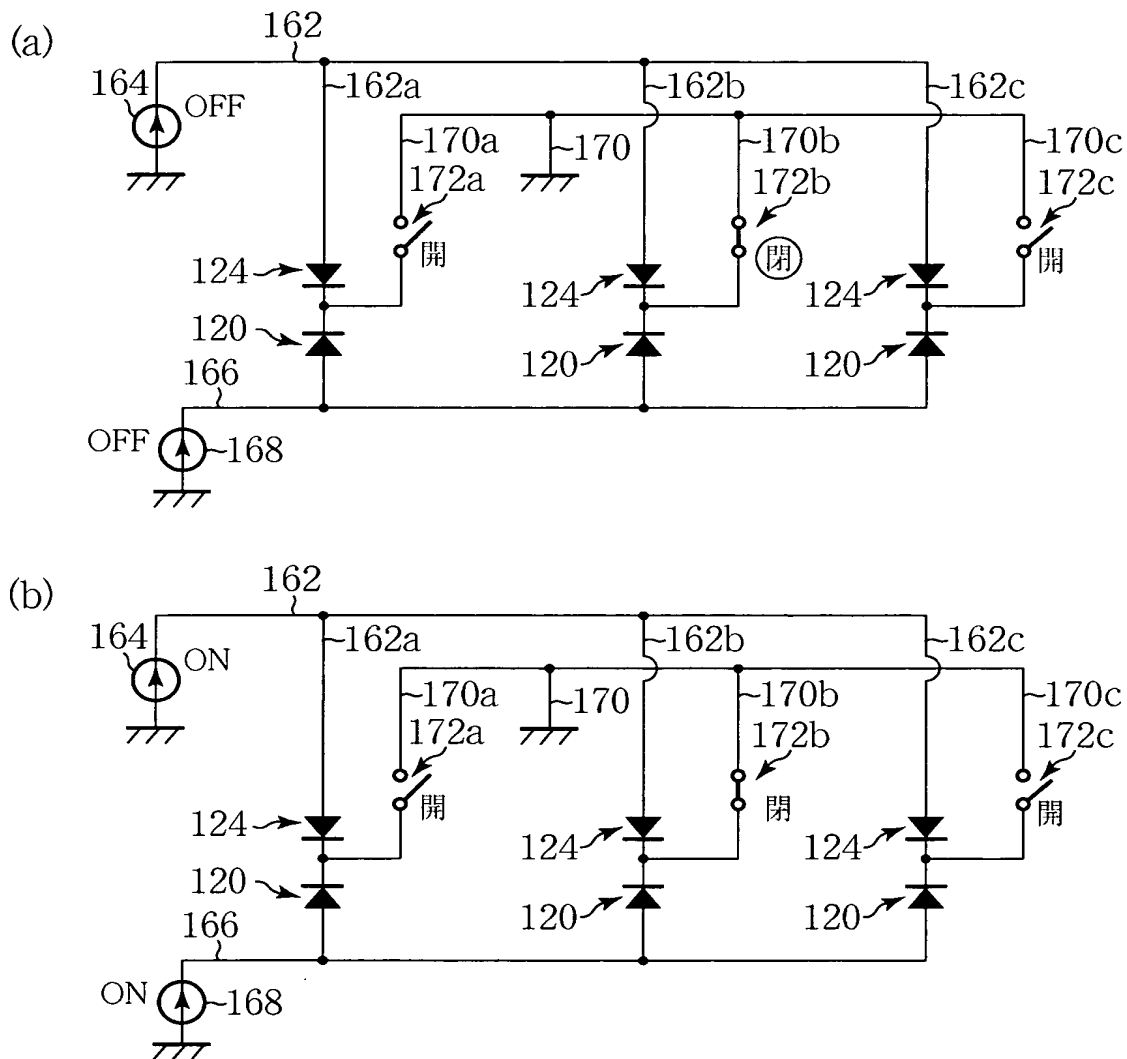 (a)
162
164 OFF
162a 162b 162c
170a 170 170b 170c
172a 172b 172c
開 閉 開
124 124 124
120 120 120
166
OFF 168
(b)
162
164 ON
162a 162b 162c
170a 170 170b 170c
172a 172b 172c
開 閉 開
124 124 124
120 120 120
166
ON 168